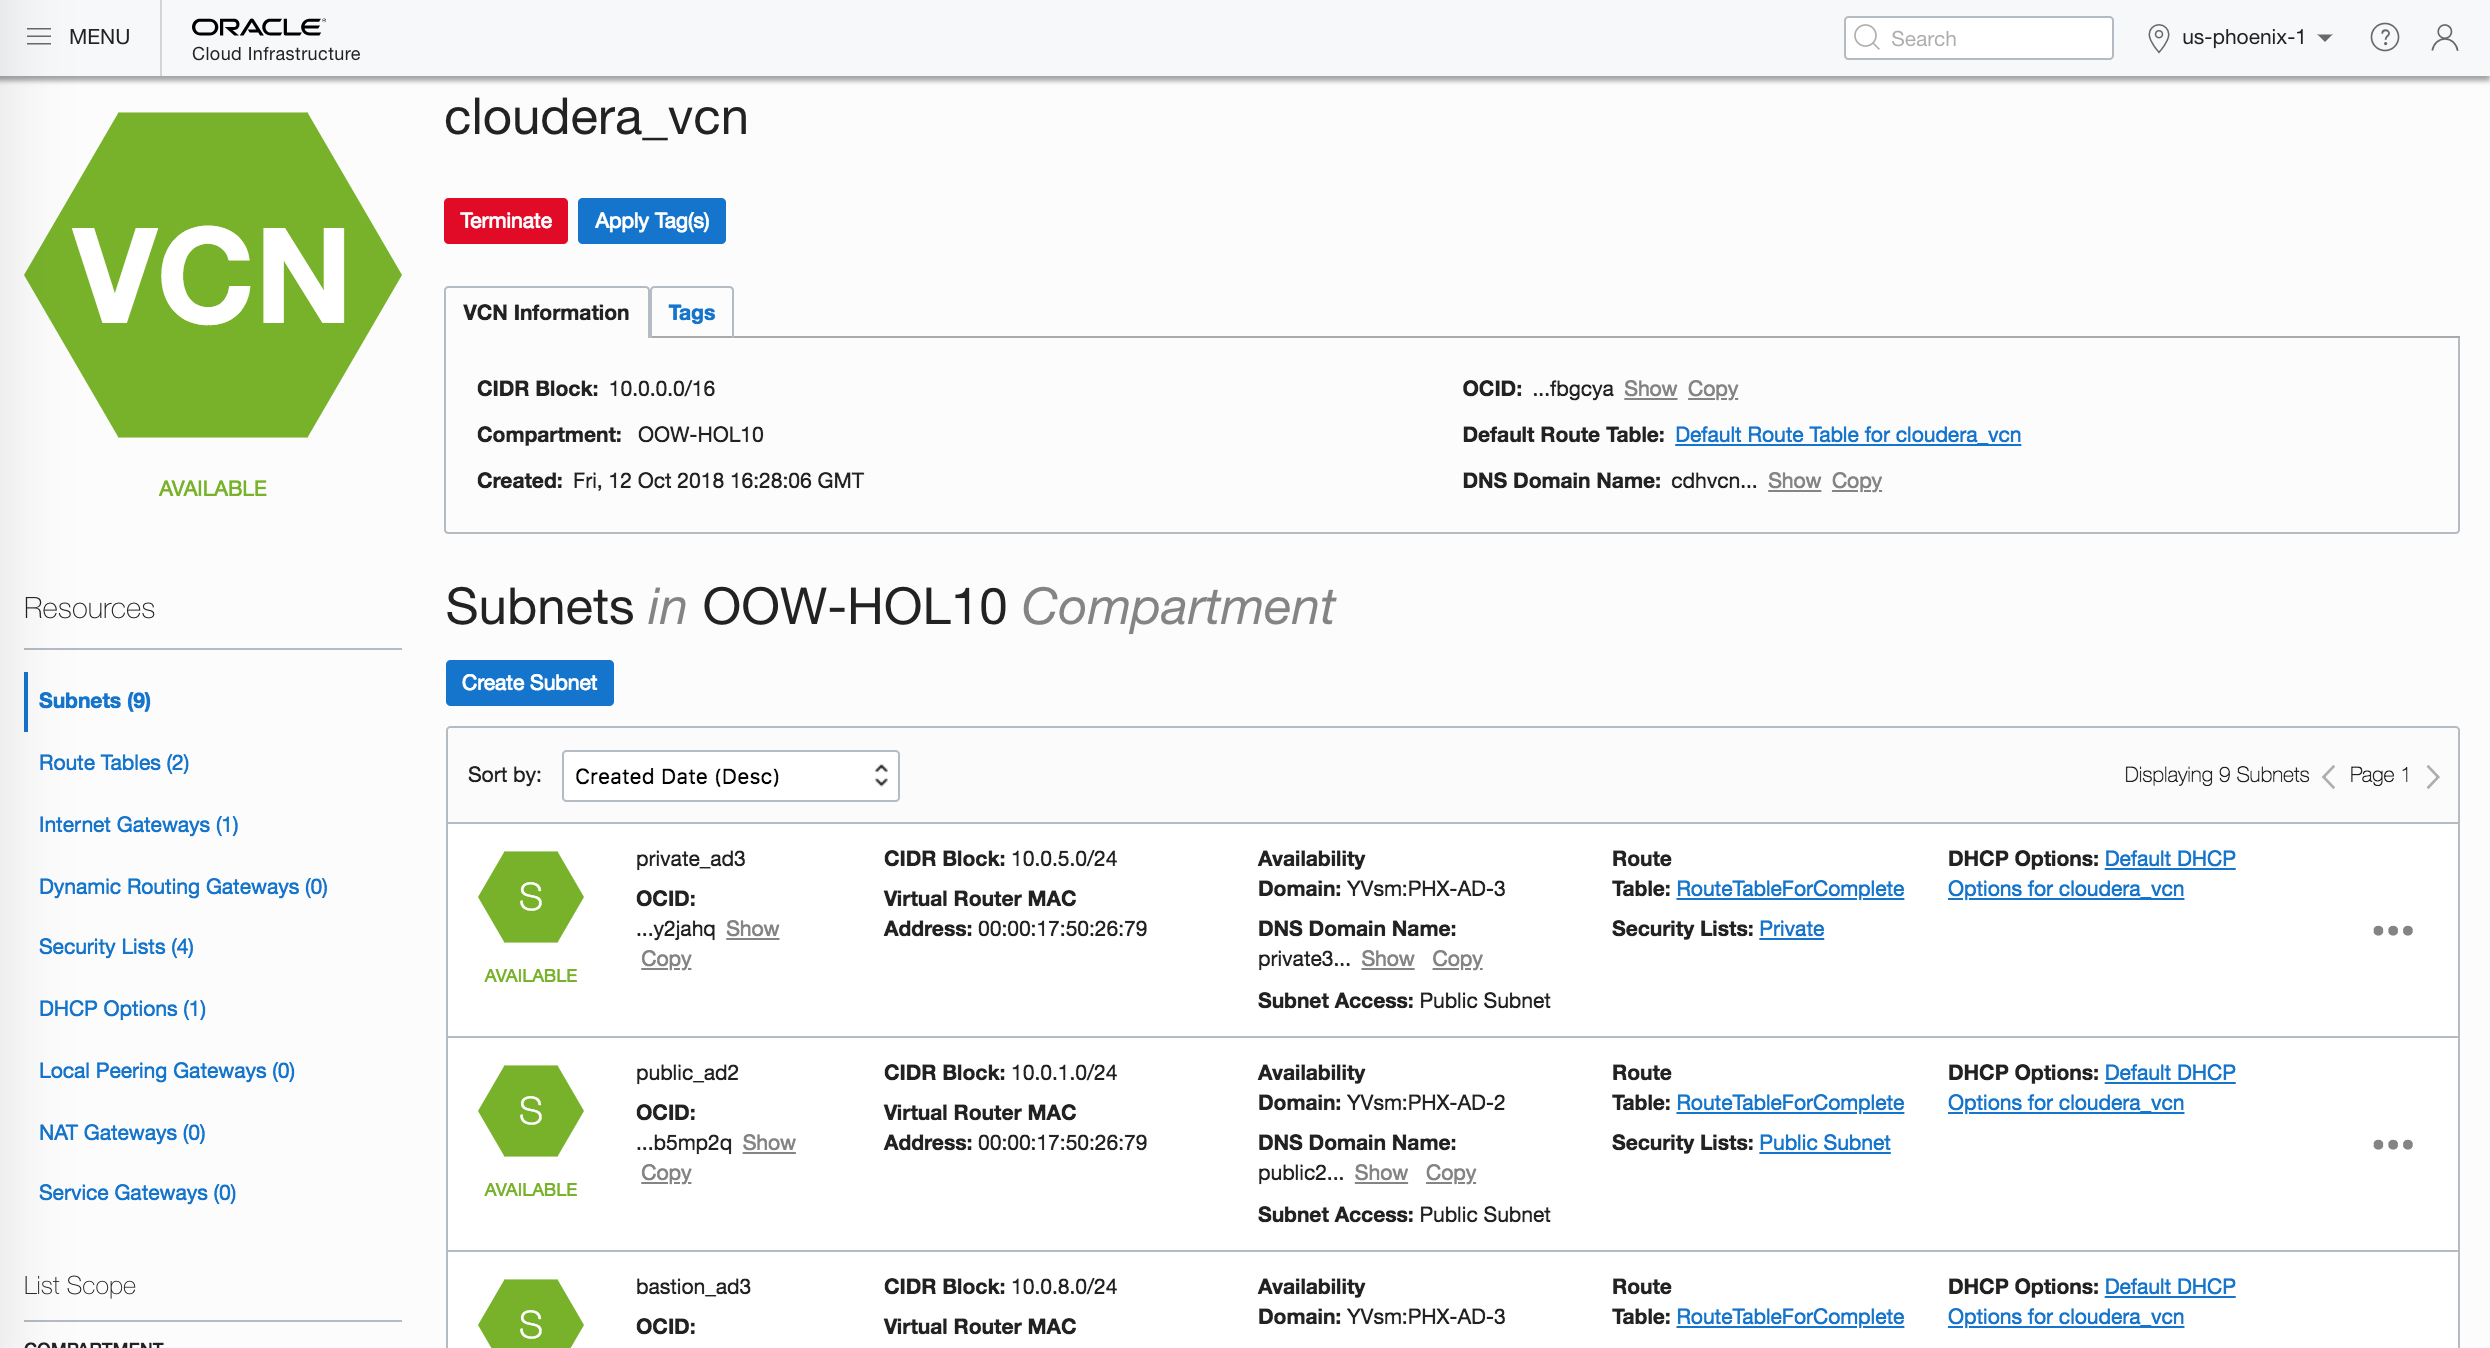 MENU
ORACLE
Cloud Infrastructure
Search
us-phoenix-1
?
VCN
AVAILABLE
cloudera_vcn
Terminate
Apply Tag(s)
VCN Information
Tags
CIDR Block: 10.0.0.0/16
Compartment: OOW-HOL10
Created: Fri, 12 Oct 2018 16:28:06 GMT
OCID: ...fbgcya Show Copy
Default Route Table: Default Route Table for cloudera_vcn
DNS Domain Name: cdhvcn... Show Copy
Resources
Subnets (9)
Route Tables (2)
Internet Gateways (1)
Dynamic Routing Gateways (0)
Security Lists (4)
DHCP Options (1)
Local Peering Gateways (0)
NAT Gateways (0)
Service Gateways (0)
List Scope
COMPARTMENT
Subnets in OOW-HOL10 Compartment
Create Subnet
Sort by: Created Date (Desc)
Displaying 9 Subnets < Page 1 >
S
AVAILABLE
private_ad3
OCID:
...y2jahq Show
Copy
CIDR Block: 10.0.5.0/24
Virtual Router MAC
Address: 00:00:17:50:26:79
Availability
Domain: YVsm:PHX-AD-3
DNS Domain Name:
private3... Show Copy
Subnet Access: Public Subnet
Route
Table: RouteTableForComplete
Security Lists: Private
DHCP Options: Default DHCP
Options for cloudera_vcn
S
AVAILABLE
public_ad2
OCID:
...b5mp2q Show
Copy
CIDR Block: 10.0.1.0/24
Virtual Router MAC
Address: 00:00:17:50:26:79
Availability
Domain: YVsm:PHX-AD-2
DNS Domain Name:
public2... Show Copy
Subnet Access: Public Subnet
Route
Table: RouteTableForComplete
Security Lists: Public Subnet
DHCP Options: Default DHCP
Options for cloudera_vcn
S
bastion_ad3
OCID:
CIDR Block: 10.0.8.0/24
Virtual Router MAC
Availability
Domain: YVsm:PHX-AD-3
Route
Table: RouteTableForComplete
DHCP Options: Default DHCP
Options for cloudera_vcn